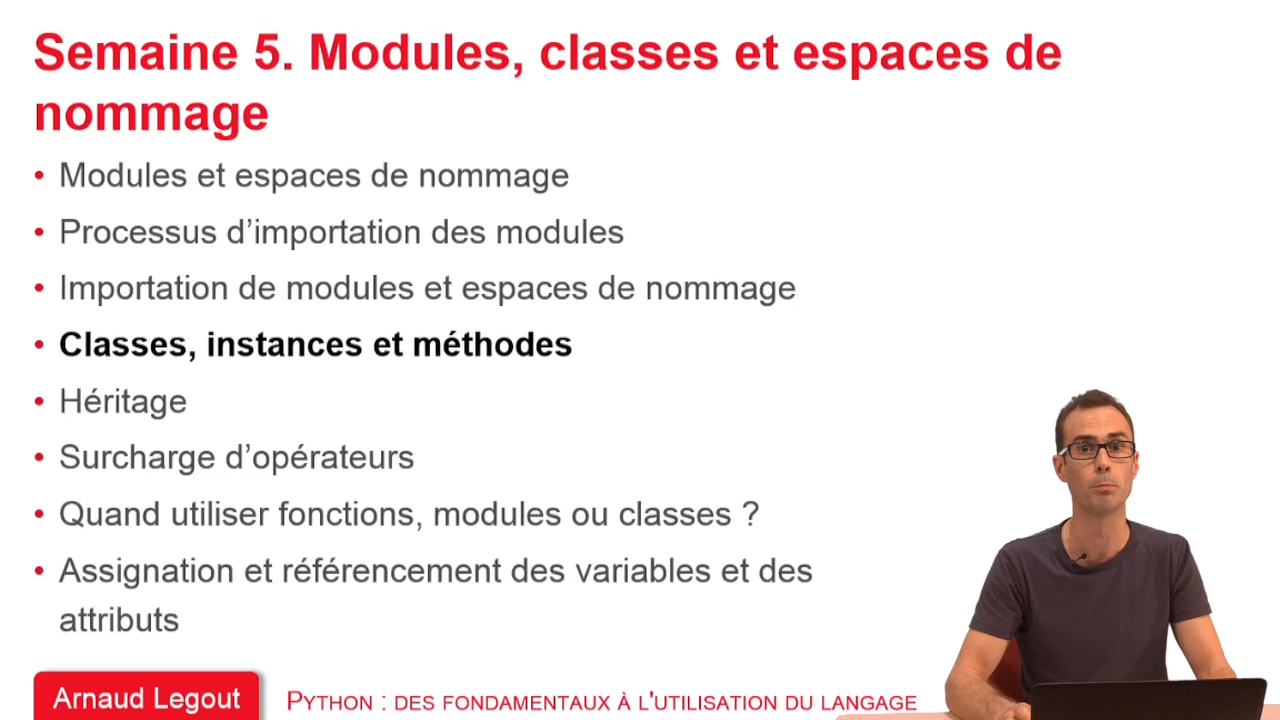 Semaine 5. Modules, classes et espaces de
nommage
• Modules et espaces de nommage
• Processus d’importation des modules
• Importation de modules et espaces de nommage
• Classes, instances et méthodes
• Héritage
• Surcharge d’opérateurs
• Quand utiliser fonctions, modules ou classes ?
• Assignation et référencement des variables et des
attributs
Arnaud Legout
PYTHON : DES FONDAMENTAUX À L'UTILISATION DU LANGAGE